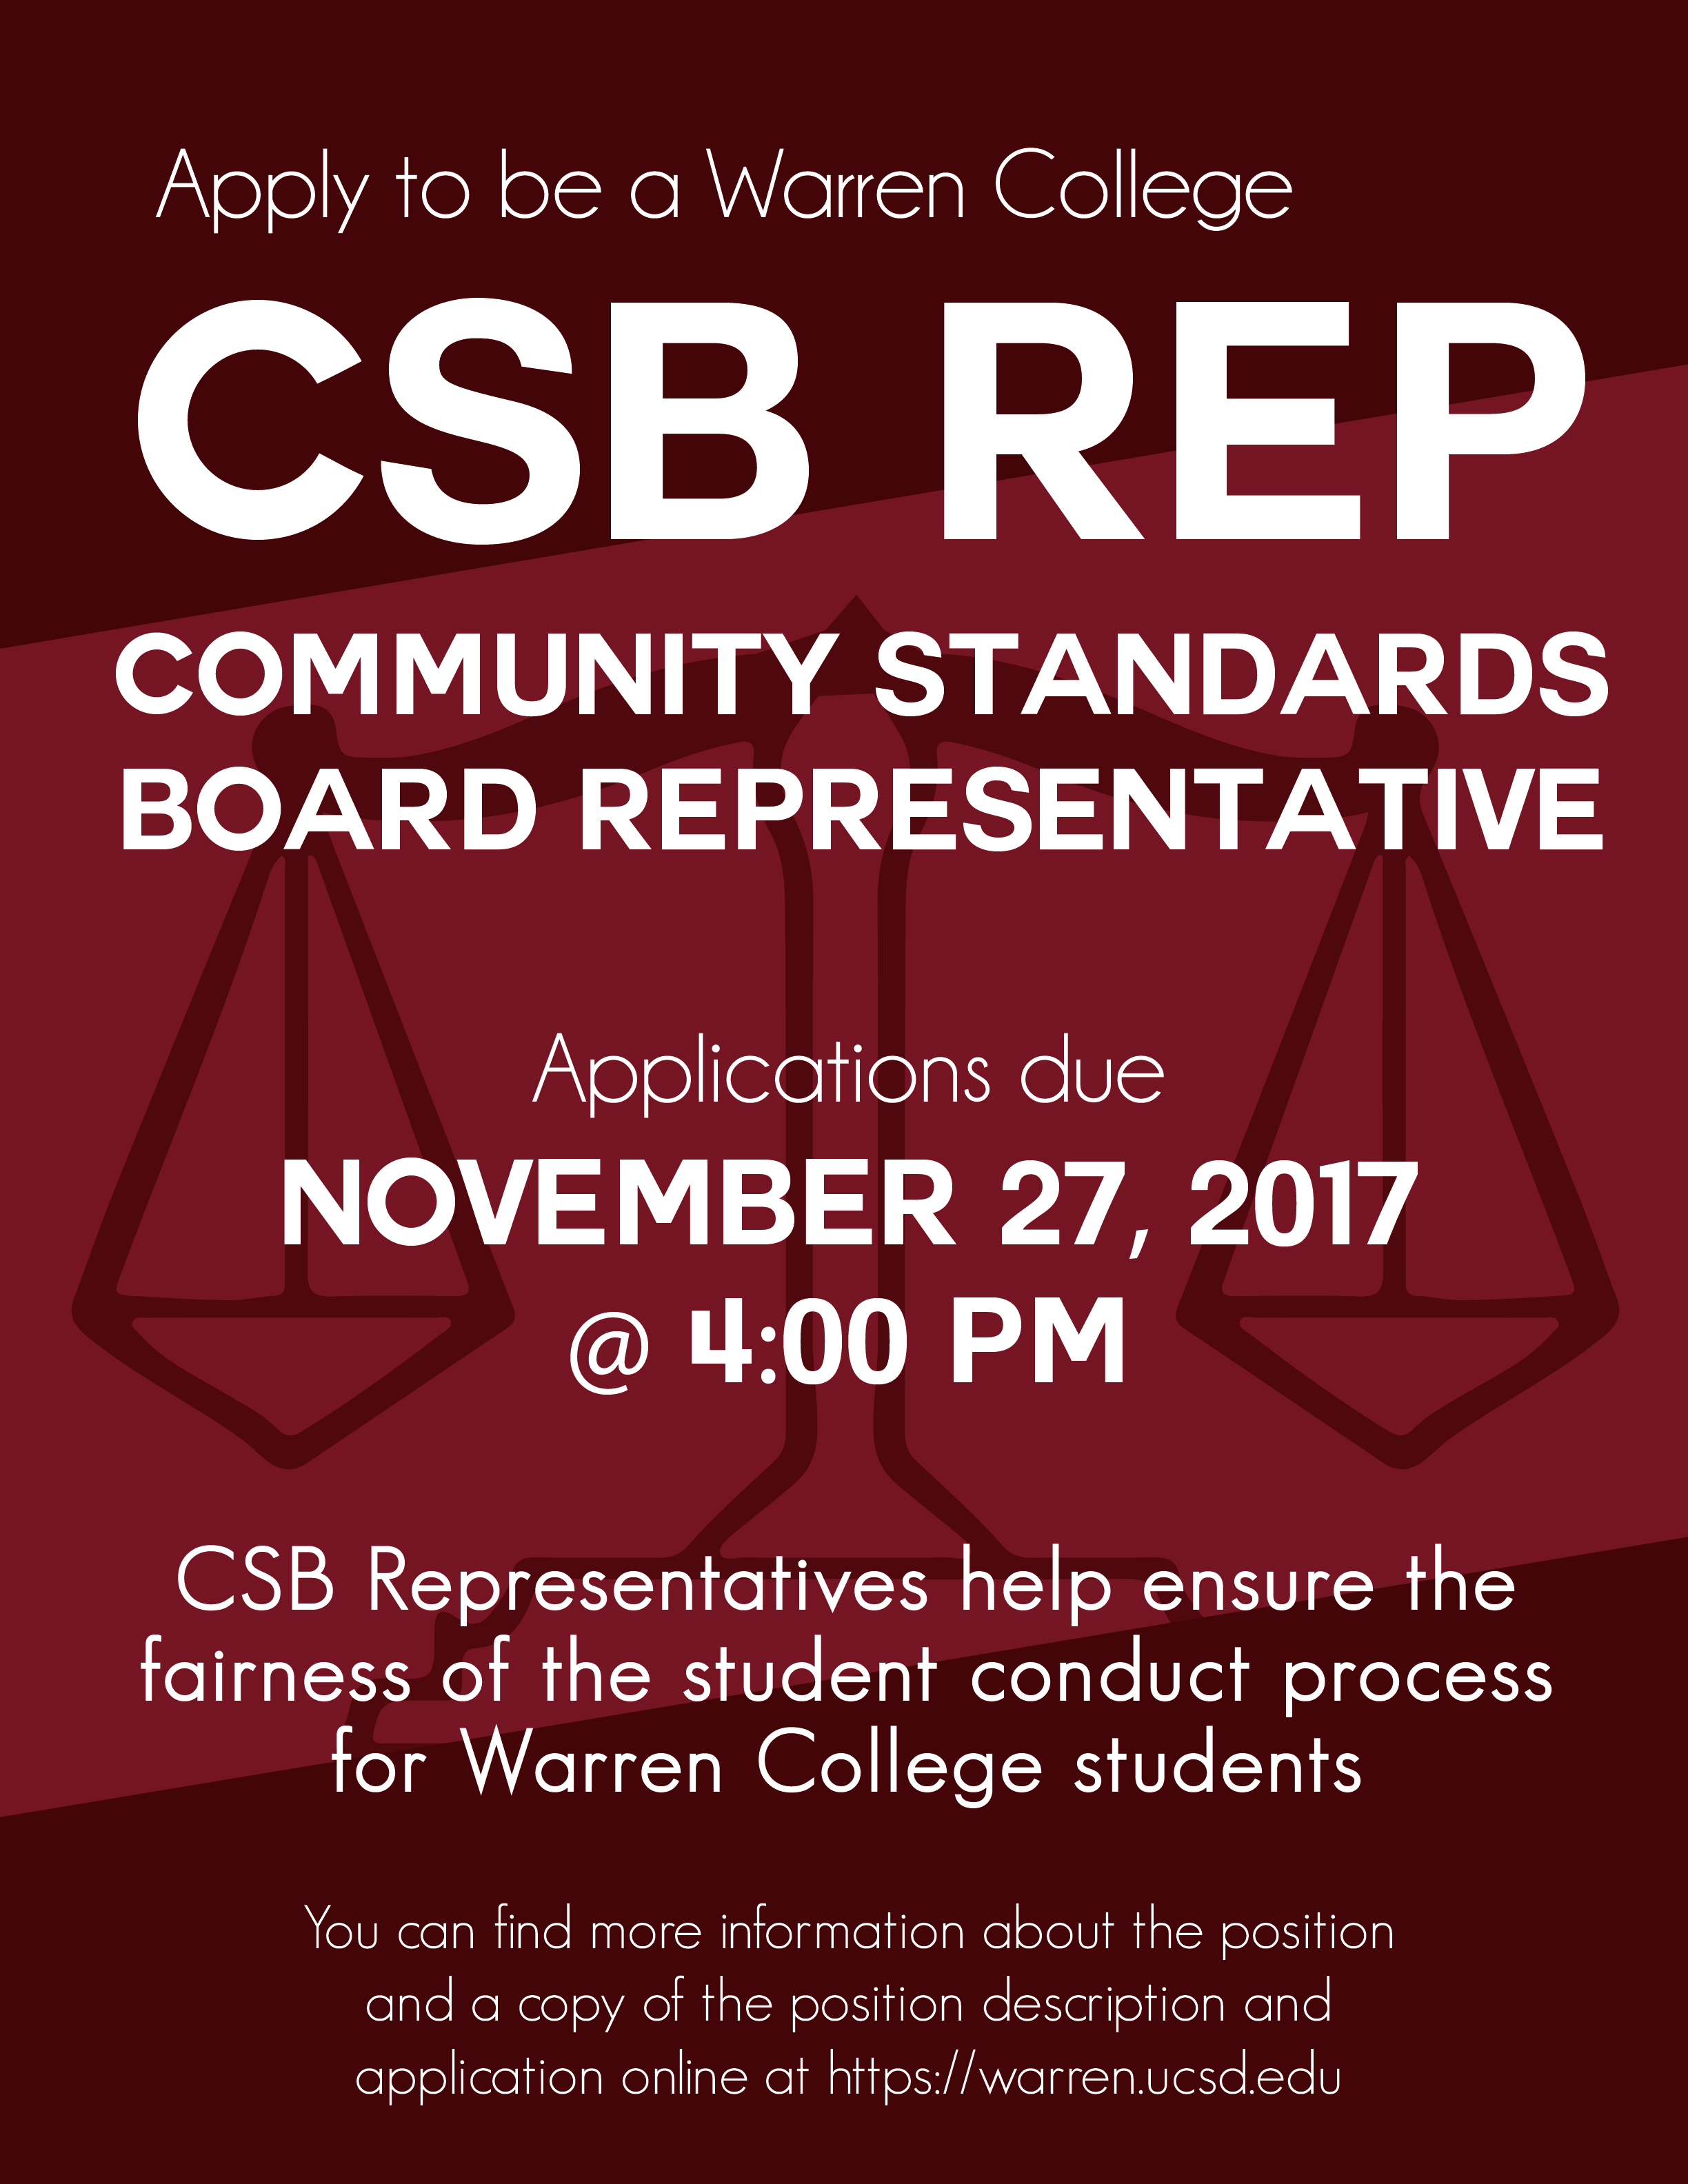 Apply to be a Warren College
CSB REP
COMMUNITY STANDARDS
BOARD REPRESENTATIVE
Applications due
NOVEMBER 27, 2017
@ 4:00 PM
CSB Representatives help ensure the
fairness of the student conduct process
for Warren College students
You can find more information about the position
and a copy of the position description and
application online at https://warren.ucsd.edu